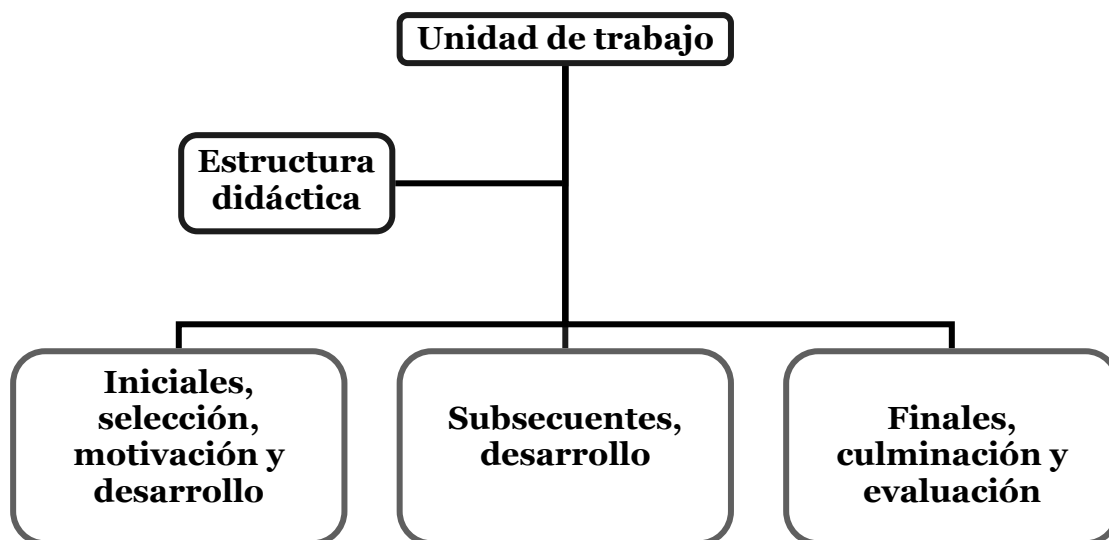 Unidad de trabajo
Estructura
didáctica
Iniciales,
selección,
motivación y
desarrollo
Subsecuentes,
desarrollo
Finales,
culminación y
evaluación